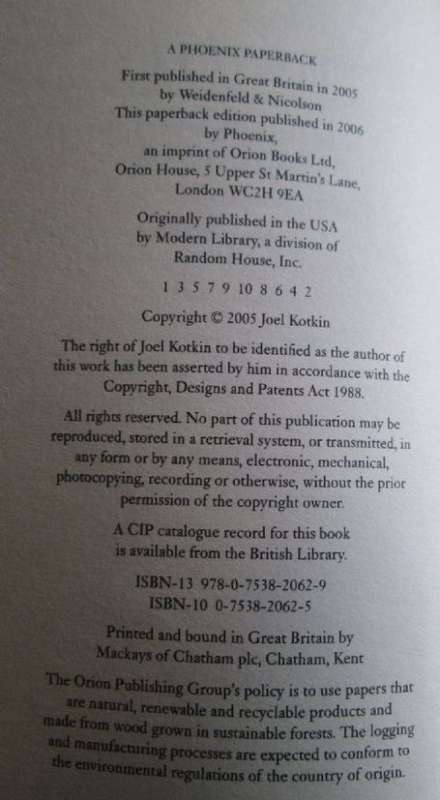 A PHOENIX PAPERBACK
First published in Great Britain in 2005
by Weidenfeld & Nicolson
This paperback edition published in 2006
by Phoenix,
an imprint of Orion Books Ltd,
Orion House, 5 Upper St Martin's Lane,
London WC2H 9EA
Originally published in the USA
by Modern Library, a division of
Random House, Inc.
1 3 5 7 9 10 8 6 4 2
Copyright © 2005 Joel Kotkin
The right of Joel Kotkin to be identified as the author of
this work has been asserted by him in accordance with the
Copyright, Designs and Patents Act 1988.
All rights reserved. No part of this publication may be
reproduced, stored in a retrieval system, or transmitted, in
any form or by any means, electronic, mechanical,
photocopying, recording or otherwise, without the prior
permission of the copyright owner.
A CIP catalogue record for this book
is available from the British Library.
ISBN-13 978-0-7538-2062-9
ISBN-10 0-7538-2062-5
Printed and bound in Great Britain by
Mackays of Chatham plc, Chatham, Kent
The Orion Publishing Group's policy is to use papers that
are natural, renewable and recyclable products and
made from wood grown in sustainable forests. The logging
and manufacturing processes are expected to conform to
the environmental regulations of the country of origin.